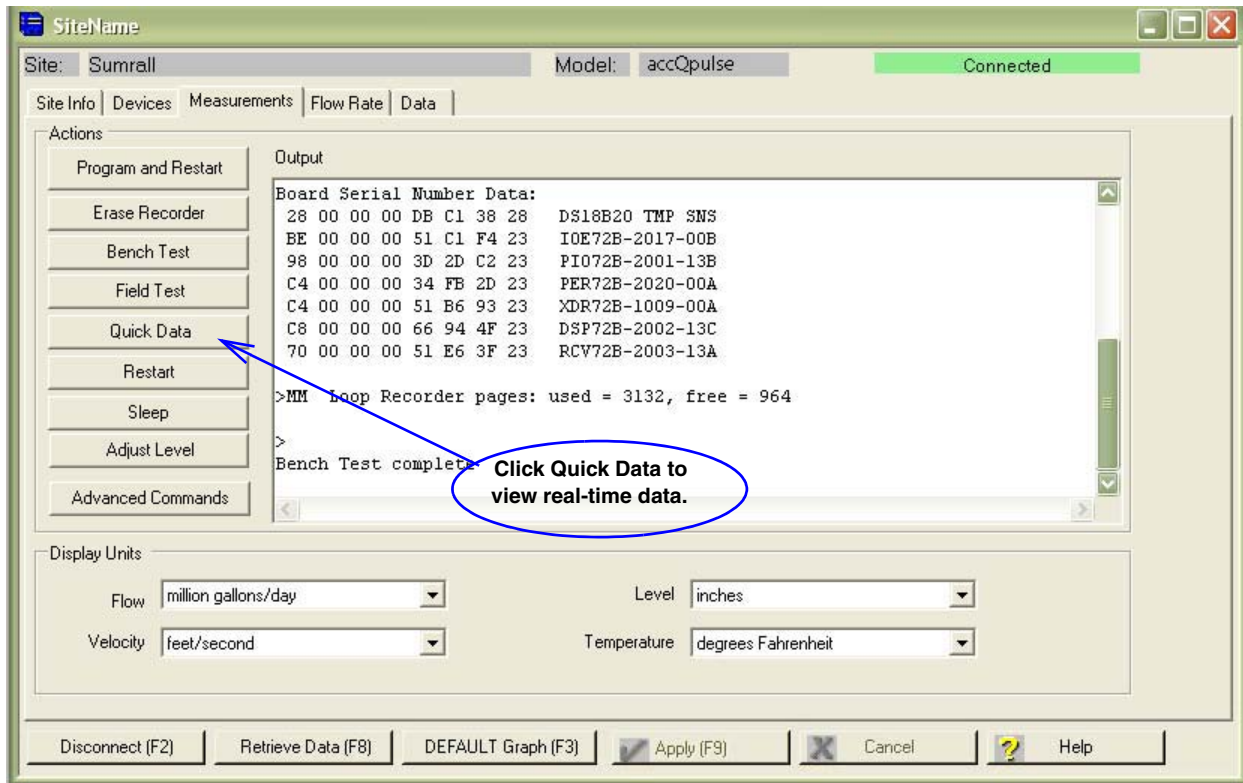 SiteName
Site: Sumrall Model: accQpulse Connected
Site Info Devices Measurements Flow Rate Data
Actions
Program and Restart
Erase Recorder
Bench Test
Field Test
Quick Data
Restart
Sleep
Adjust Level
Advanced Commands
Output
Board Serial Number Data:
28 00 00 00 DB C1 38 28 DS18B20 TMP SNS
BE 00 00 00 51 C1 F4 23 IOE72B-2017-00B
98 00 00 00 3D 2D C2 23 PIO72B-2001-13B
C4 00 00 00 34 FB 2D 23 PER72B-2020-00A
C4 00 00 00 51 B6 93 23 XDR72B-1009-00A
C8 00 00 00 66 94 4F 23 DSP72B-2002-13C
70 00 00 00 51 E6 3F 23 RCV72B-2003-13A
>MM Loop Recorder pages: used = 3132, free = 964
>
Bench Test complete
Click Quick Data to
view real-time data.
Display Units
Flow million gallons/day Level inches
Velocity feet/second Temperature degrees Fahrenheit
Disconnect (F2) Retrieve Data (F8) DEFAULT Graph (F3) Apply (F9) Cancel Help